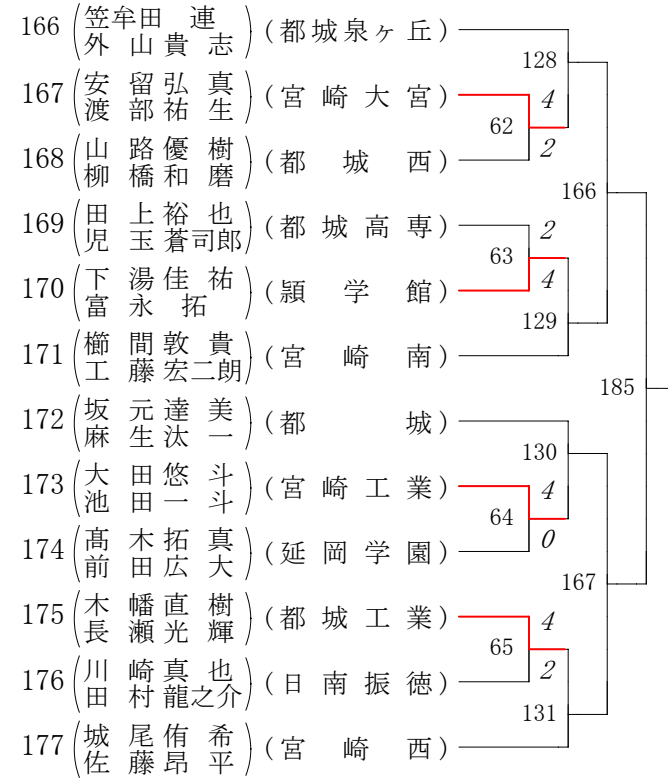 166 (笠牟田 連 外山貴志) (都城泉ヶ丘)
128
167 (安留弘真 渡部祐生) (宮崎大宮) 4
62
2
168 (山路優樹 柳橋和磨) (都城西)
166
169 (田上裕也 児玉蒼司郎) (都城高専) 2
63
4
170 (下湯佳祐 富永拓) (頴学館)
129
171 (櫛間敦貴 工藤宏二朗) (宮崎南)
185
172 (坂元達美 麻生汰一) (都城)
130
173 (大田悠斗 池田一斗) (宮崎工業) 4
64
0
174 (髙木拓真 前田広大) (延岡学園)
167
175 (木幡直樹 長瀬光輝) (都城工業) 4
65
2
176 (川崎真也 田村龍之介) (日南振徳)
131
177 (城尾侑希 佐藤昂平) (宮崎西)